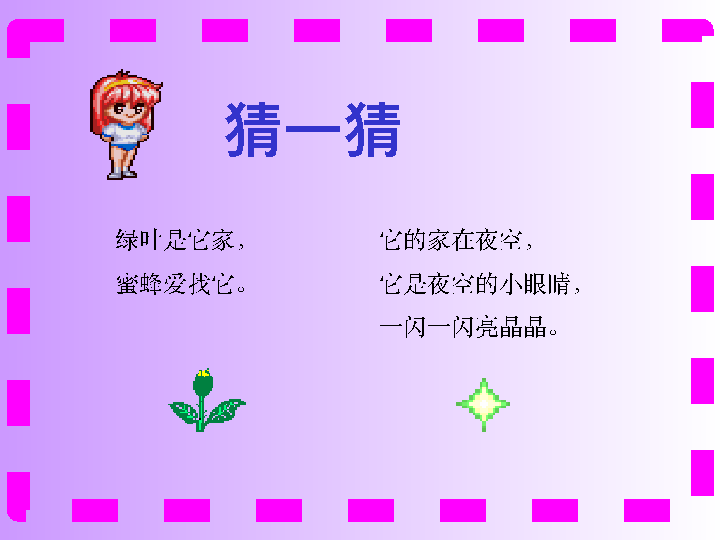 猜一猜
绿叶是它家，
蜜蜂爱找它。
它的家在夜空，
它是夜空的小眼睛，
一闪一闪亮晶晶。